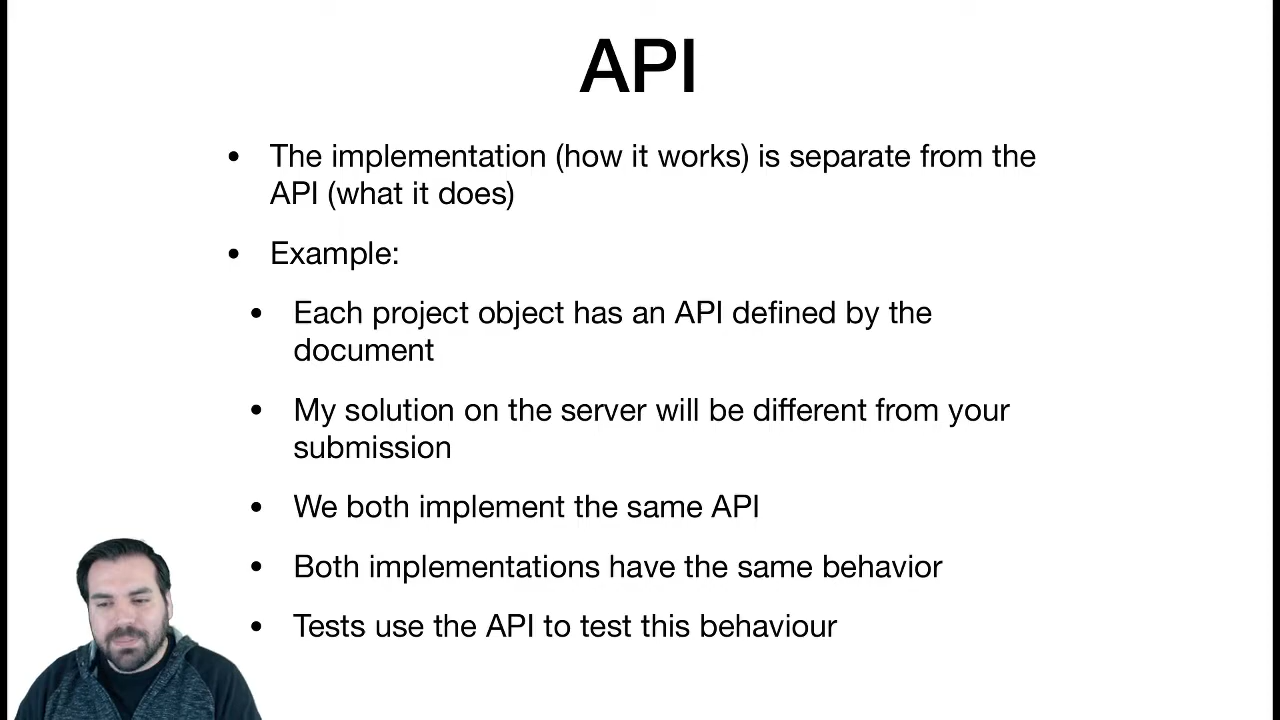 API
• The implementation (how it works) is separate from the
API (what it does)
• Example:
• Each project object has an API defined by the
document
• My solution on the server will be different from your
submission
• We both implement the same API
• Both implementations have the same behavior
• Tests use the API to test this behaviour